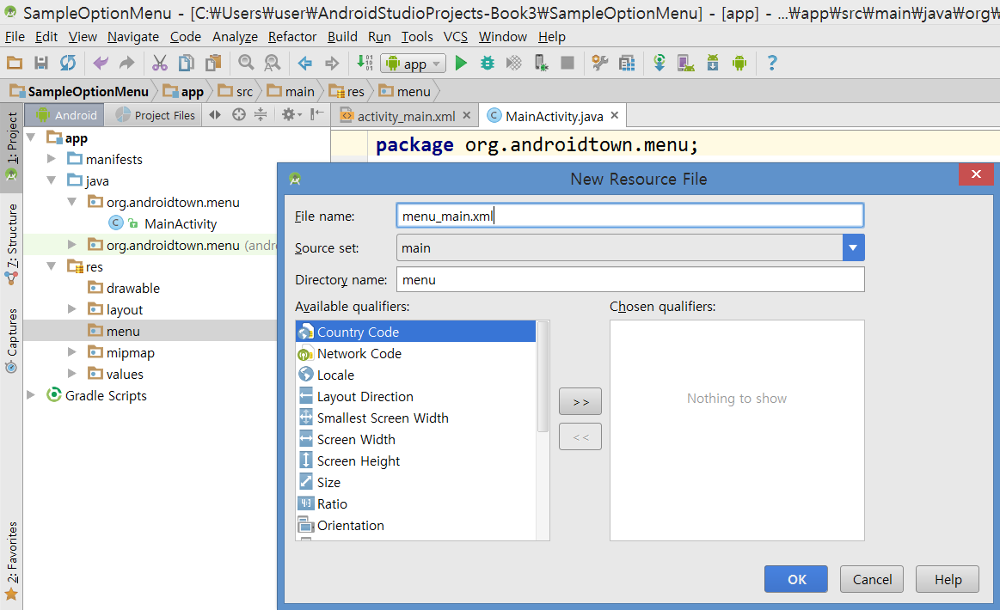 SampleOptionMenu - [C:₩Users₩user₩AndroidStudioProjects-Book3₩SampleOptionMenu] - [app] - ...₩app₩src₩main₩java₩org₩
File Edit View Navigate Code Analyze Refactor Build Run Tools VCS Window Help
app
SampleOptionMenu app src main res menu
1: Project
Android Project Files
activity_main.xml MainActivity.java
app
manifests
java
org.androidtown.menu
MainActivity
org.androidtown.menu (andro
res
drawable
layout
menu
mipmap
values
Gradle Scripts
7: Structure
Captures
2: Favorites
package org.androidtown.menu;
New Resource File
File name: menu_main.xml
Source set: main
Directory name: menu
Available qualifiers: Chosen qualifiers:
Country Code
Network Code
Locale
Layout Direction
Smallest Screen Width
Screen Width
Screen Height
Size
Ratio
Orientation
>>
<<
Nothing to show
OK Cancel Help